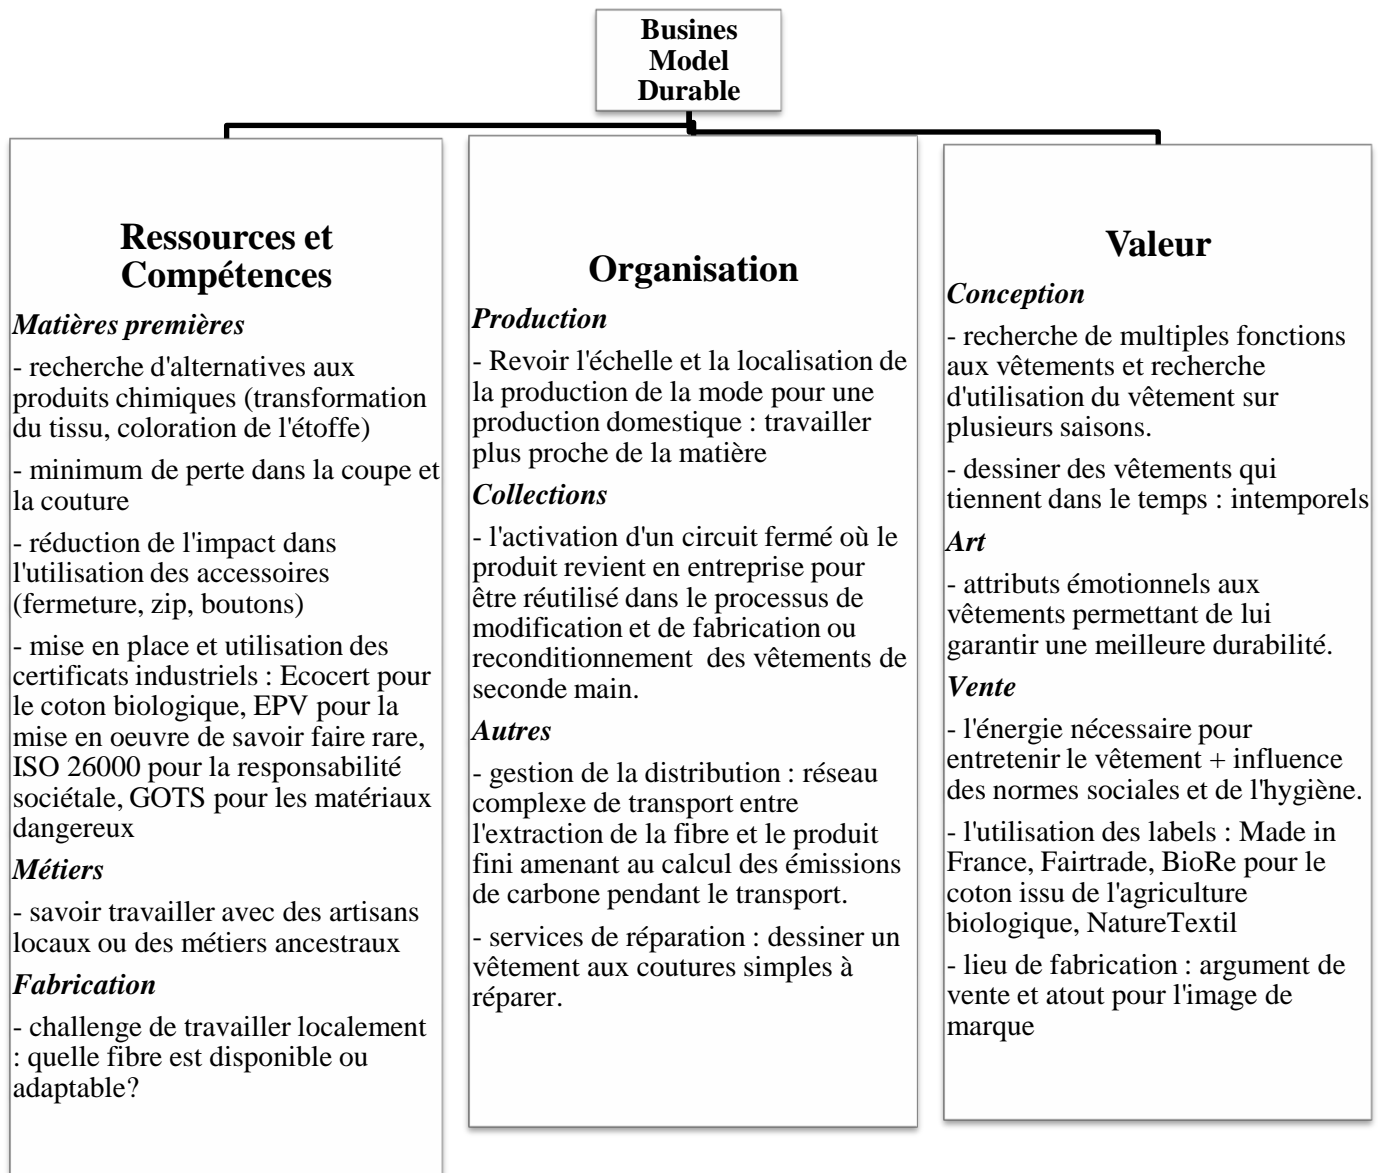 Busines
Model
Durable
Ressources et
Compétences
Matières premières
- recherche d'alternatives aux
produits chimiques (transformation
du tissu, coloration de l'étoffe)
- minimum de perte dans la coupe et
la couture
- réduction de l'impact dans
l'utilisation des accessoires
(fermeture, zip, boutons)
- mise en place et utilisation des
certificats industriels : Ecocert pour
le coton biologique, EPV pour la
mise en oeuvre de savoir faire rare,
ISO 26000 pour la responsabilité
sociétale, GOTS pour les matériaux
dangereux
Métiers
- savoir travailler avec des artisans
locaux ou des métiers ancestraux
Fabrication
- challenge de travailler localement
: quelle fibre est disponible ou
adaptable?
Organisation
Production
- Revoir l'échelle et la localisation de
la production de la mode pour une
production domestique : travailler
plus proche de la matière
Collections
- l'activation d'un circuit fermé où le
produit revient en entreprise pour
être réutilisé dans le processus de
modification et de fabrication ou
reconditionnement des vêtements de
seconde main.
Autres
- gestion de la distribution : réseau
complexe de transport entre
l'extraction de la fibre et le produit
fini amenant au calcul des émissions
de carbone pendant le transport.
- services de réparation : dessiner un
vêtement aux coutures simples à
réparer.
Valeur
Conception
- recherche de multiples fonctions
aux vêtements et recherche
d'utilisation du vêtement sur
plusieurs saisons.
- dessiner des vêtements qui
tiennent dans le temps : intemporels
Art
- attributs émotionnels aux
vêtements permettant de lui
garantir une meilleure durabilité.
Vente
- l'énergie nécessaire pour
entretenir le vêtement + influence
des normes sociales et de l'hygiène.
- l'utilisation des labels : Made in
France, Fairtrade, BioRe pour le
coton issu de l'agriculture
biologique, NatureTextil
- lieu de fabrication : argument de
vente et atout pour l'image de
marque